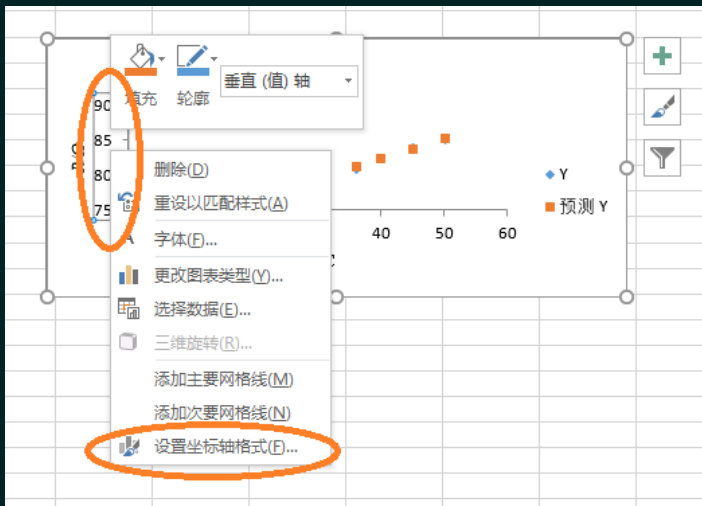 垂直 (值) 轴
填充 轮廓
90
85
80
75
删除(D)
重设以匹配样式(A)
A 字体(F)...
更改图表类型(Y)...
选择数据(E)...
三维旋转(R)...
添加主要网格线(M)
添加次要网格线(N)
设置坐标轴格式(F)...
Y
预测 Y
40 50 60